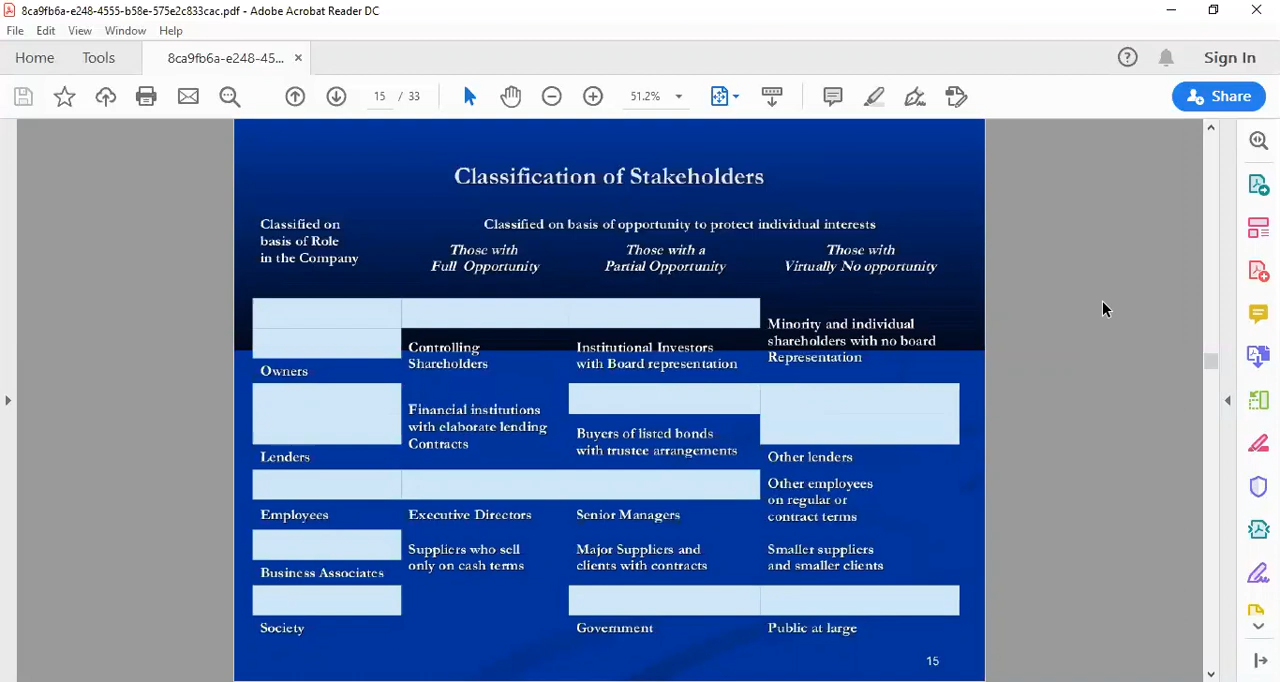 8ca9fb6a-e248-4555-b58e-575e2c833cac.pdf - Adobe Acrobat Reader DC
File Edit View Window Help
Home Tools 8ca9fb6a-e248-45... × Sign In
15 / 33 51.2% Share
Classification of Stakeholders
Classified on
basis of Role
in the Company
Classified on basis of opportunity to protect individual interests
Those with
Full Opportunity
Those with a
Partial Opportunity
Those with
Virtually No opportunity
Owners
Controlling
Shareholders
Institutional Investors
with Board representation
Minority and individual
shareholders with no board
Representation
Lenders
Financial institutions
with elaborate lending
Contracts
Buyers of listed bonds
with trustee arrangements
Other lenders
Employees
Executive Directors
Senior Managers
Other employees
on regular or
contract terms
Business Associates
Suppliers who sell
only on cash terms
Major Suppliers and
clients with contracts
Smaller suppliers
and smaller clients
Society
Government
Public at large
15